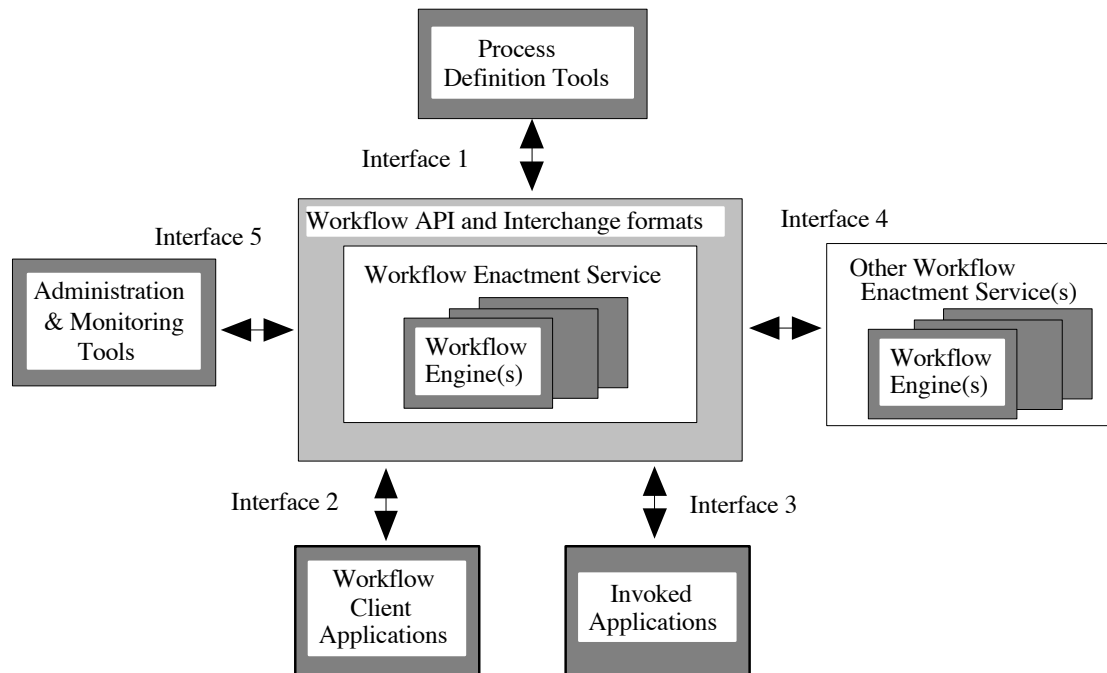 Process
Definition Tools
Interface 1
Workflow API and Interchange formats
Interface 5
Interface 4
Workflow Enactment Service
Other Workflow
Enactment Service(s)
Administration
& Monitoring
Tools
Workflow
Engine(s)
Workflow
Engine(s)
Interface 2
Interface 3
Workflow
Client
Applications
Invoked
Applications